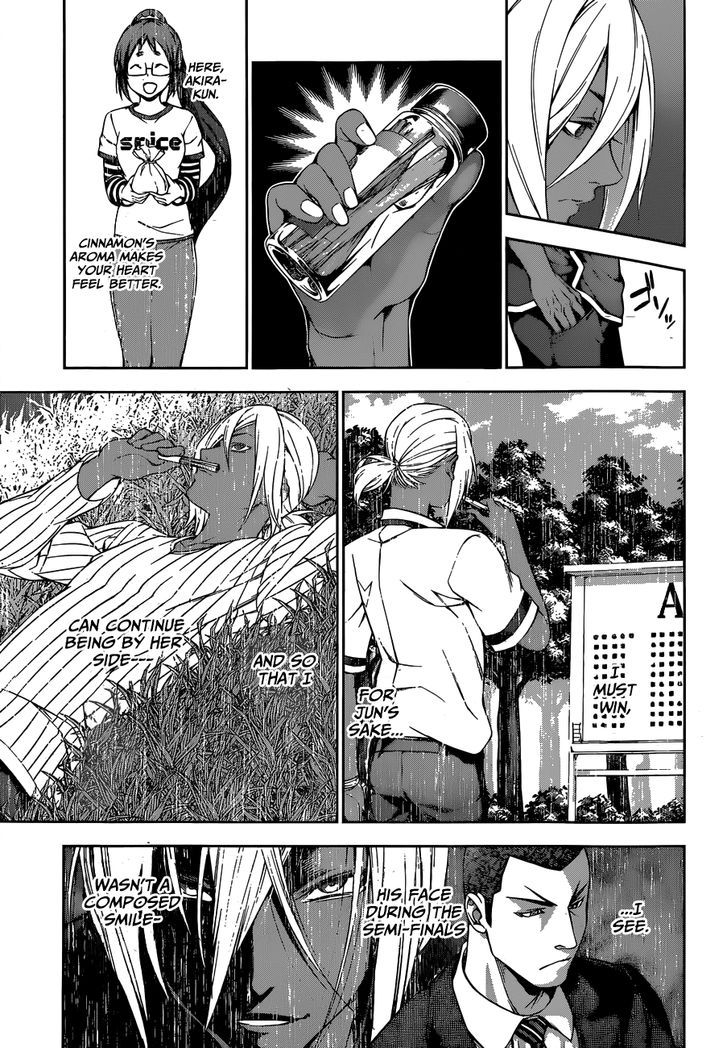 HERE,
AKIRA-
KUN.
spice
CINNAMON'S
AROMA MAKES
YOUR HEART
FEEL BETTER.
A
I
MUST
WIN,
FOR
JUN'S
SAKE...
AND SO
THAT I
CAN CONTINUE
BEING BY HER
SIDE---
...I
SEE.
HIS FACE
DURING THE
SEMI-FINALS
WASN'T A
COMPOSED
SMILE-